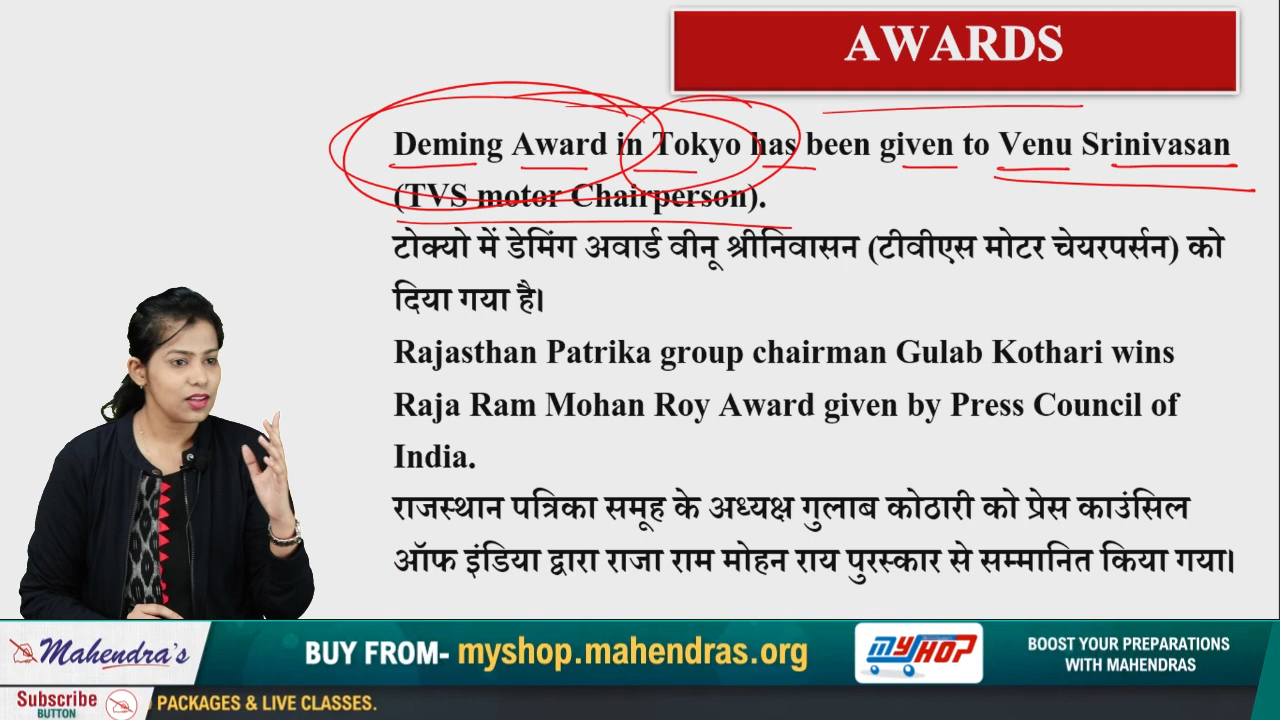 AWARDS
Deming Award in Tokyo has been given to Venu Srinivasan
(TVS motor Chairperson).
टोक्यो में डेमिंग अवार्ड वीनू श्रीनिवासन (टीवीएस मोटर चेयरपर्सन) को
दिया गया है।
Rajasthan Patrika group chairman Gulab Kothari wins
Raja Ram Mohan Roy Award given by Press Council of
India.
राजस्थान पत्रिका समूह के अध्यक्ष गुलाब कोठारी को प्रेस काउंसिल
ऑफ इंडिया द्वारा राजा राम मोहन राय पुरस्कार से सम्मानित किया गया।
Mahendra's
BUY FROM- myshop.mahendras.org
MYSHOP
BOOST YOUR PREPARATIONS
WITH MAHENDRAS
Subscribe
BUTTON
PACKAGES & LIVE CLASSES.